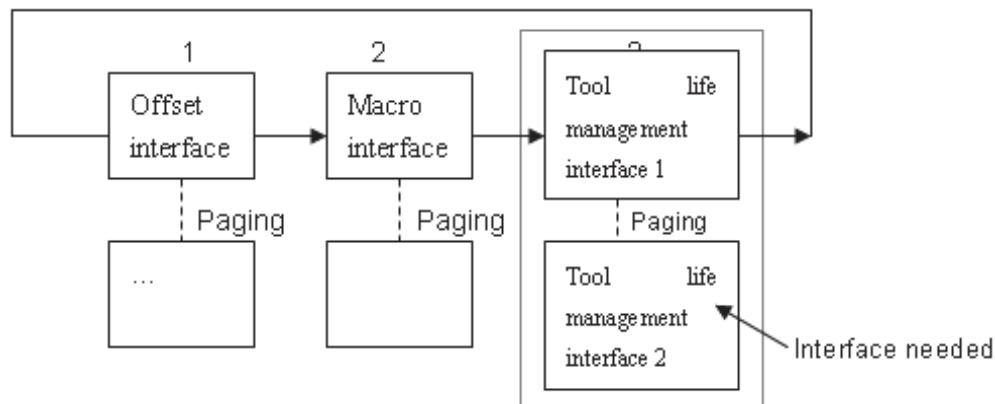 1
2
Offset
interface
Macro
interface
Tool life
management
interface 1
Paging
Paging
Paging
...
Tool life
management
interface 2
Interface needed